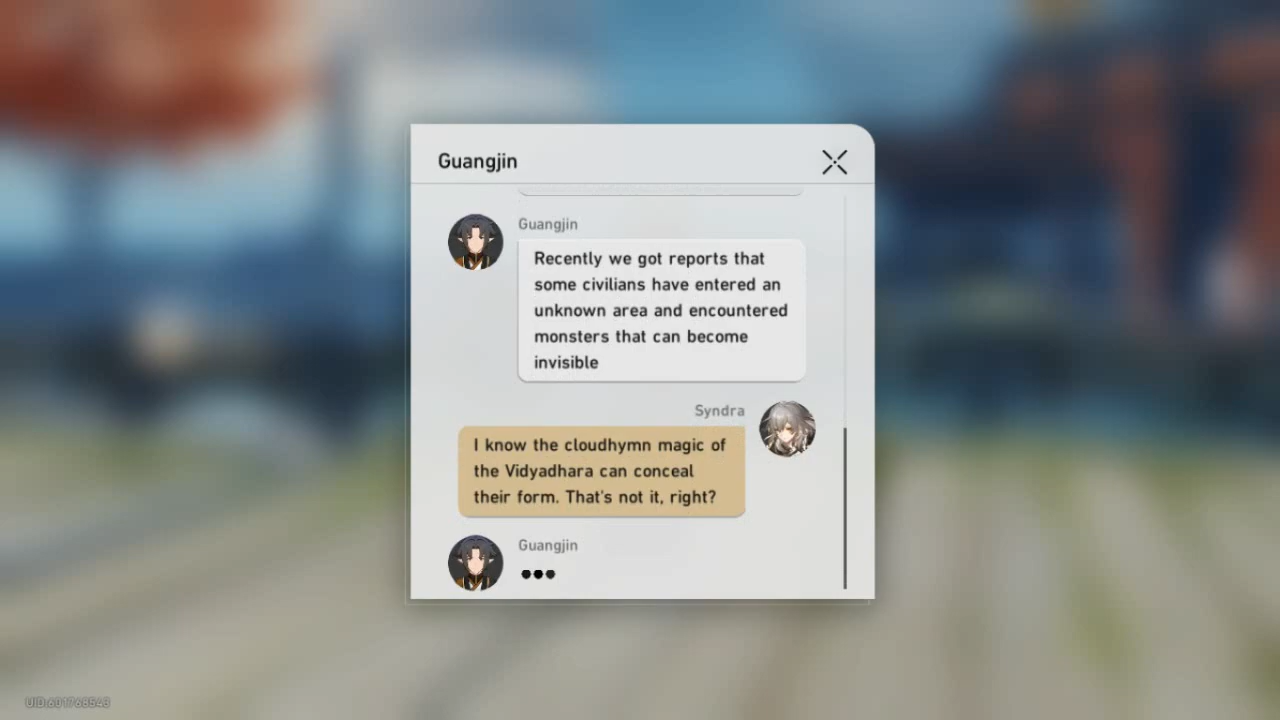 Guangjin
Guangjin
Recently we got reports that
some civilians have entered an
unknown area and encountered
monsters that can become
invisible
Syndra
I know the cloudhymn magic of
the Vidyadhara can conceal
their form. That's not it, right?
Guangjin
UID:601768543